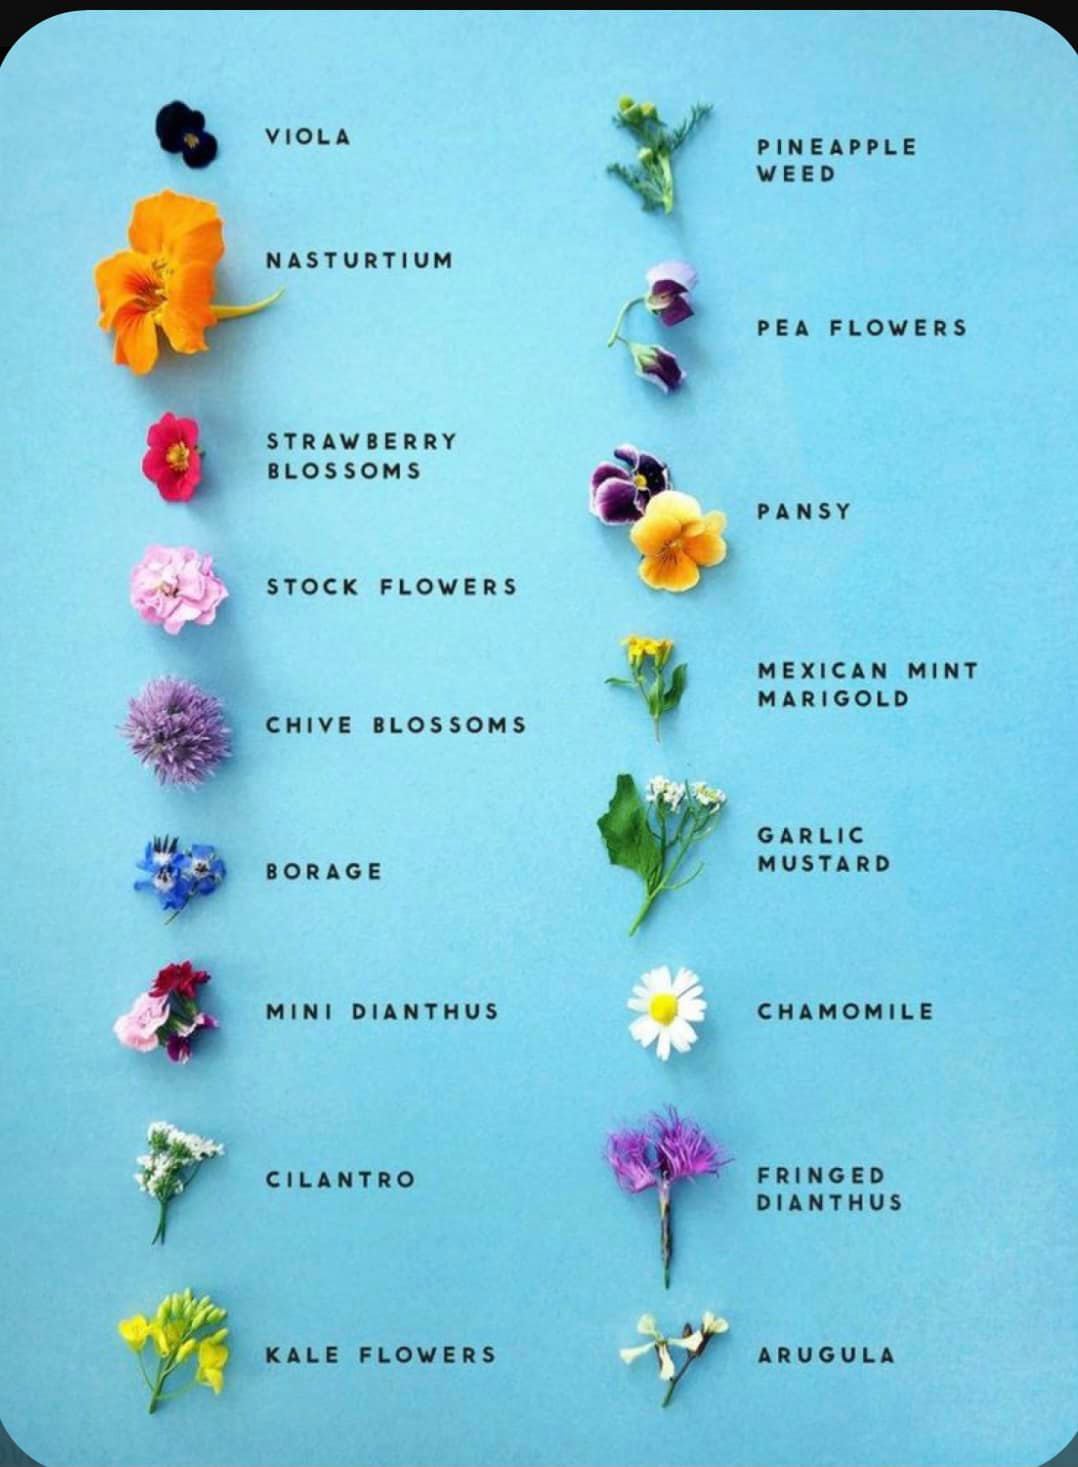 VIOLA
NASTURTIUM
STRAWBERRY
BLOSSOMS
STOCK FLOWERS
CHIVE BLOSSOMS
BORAGE
MINI DIANTHUS
CILANTRO
KALE FLOWERS
PINEAPPLE
WEED
PEA FLOWERS
PANSY
MEXICAN MINT
MARIGOLD
GARLIC
MUSTARD
CHAMOMILE
FRINGED
DIANTHUS
ARUGULA